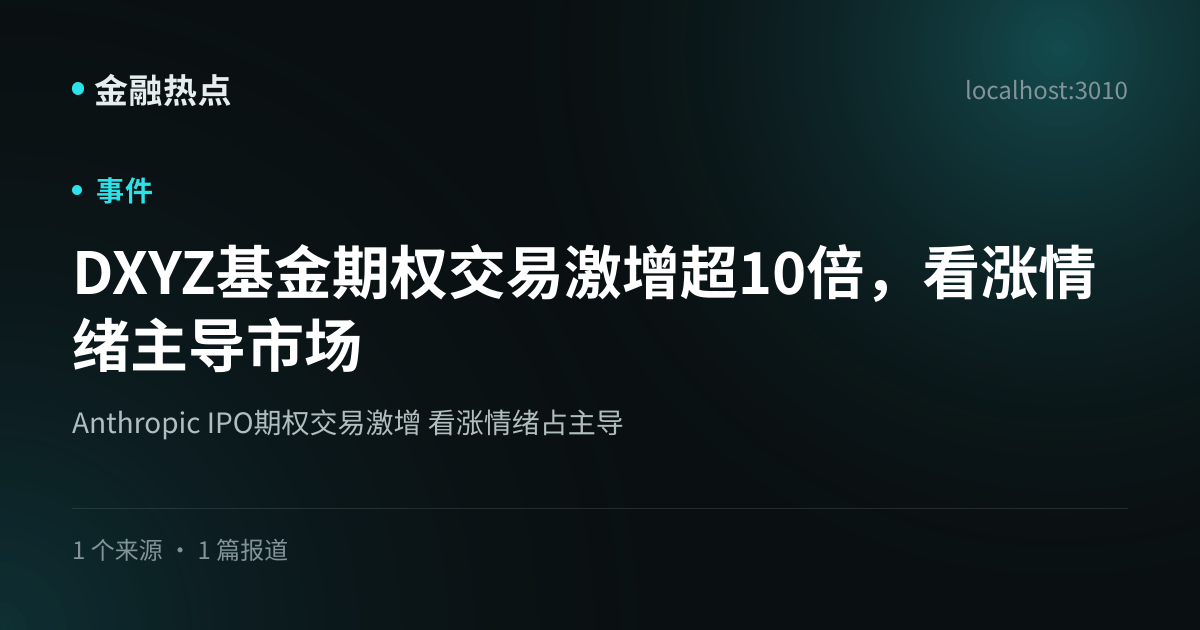 金融热点
localhost:3010
事件
DXYZ基金期权交易激增超10倍，看涨情
绪主导市场
Anthropic IPO期权交易激增 看涨情绪占主导
1 个来源 · 1 篇报道